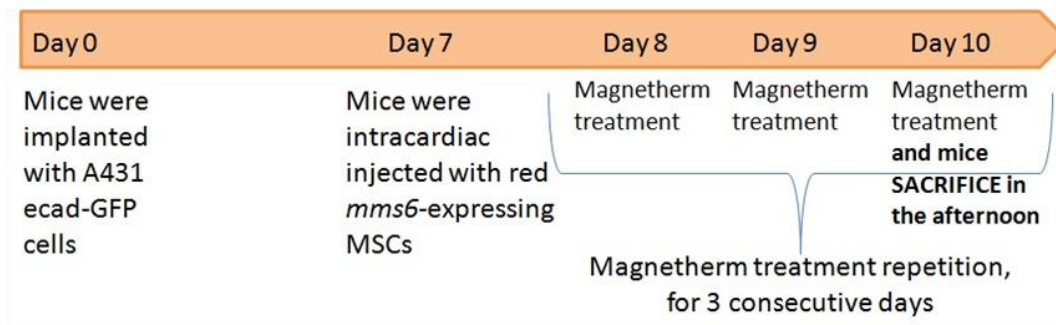 Day 0
Day 7
Day 8
Day 9
Day 10
Mice were
implanted
with A431
ecad-GFP
cells
Mice were
intracardiac
injected with red
mms6-expressing
MSCs
Magnetherm
treatment
Magnetherm
treatment
Magnetherm
treatment
and mice
SACRIFICE in
the afternoon
Magnetherm treatment repetition,
for 3 consecutive days